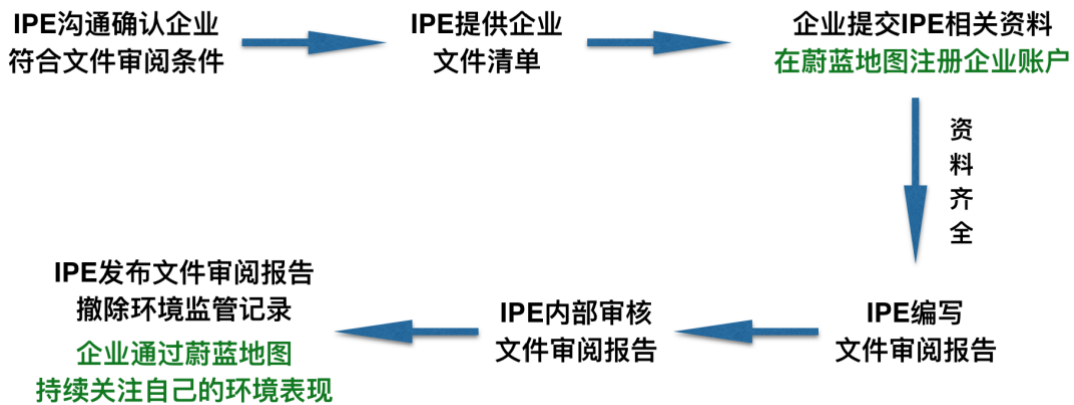 IPE沟通确认企业
符合文件审阅条件
IPE提供企业
文件清单
企业提交IPE相关资料
在蔚蓝地图注册企业账户
资
料
齐
全
IPE编写
文件审阅报告
IPE内部审核
文件审阅报告
IPE发布文件审阅报告
撤除环境监管记录
企业通过蔚蓝地图
持续关注自己的环境表现